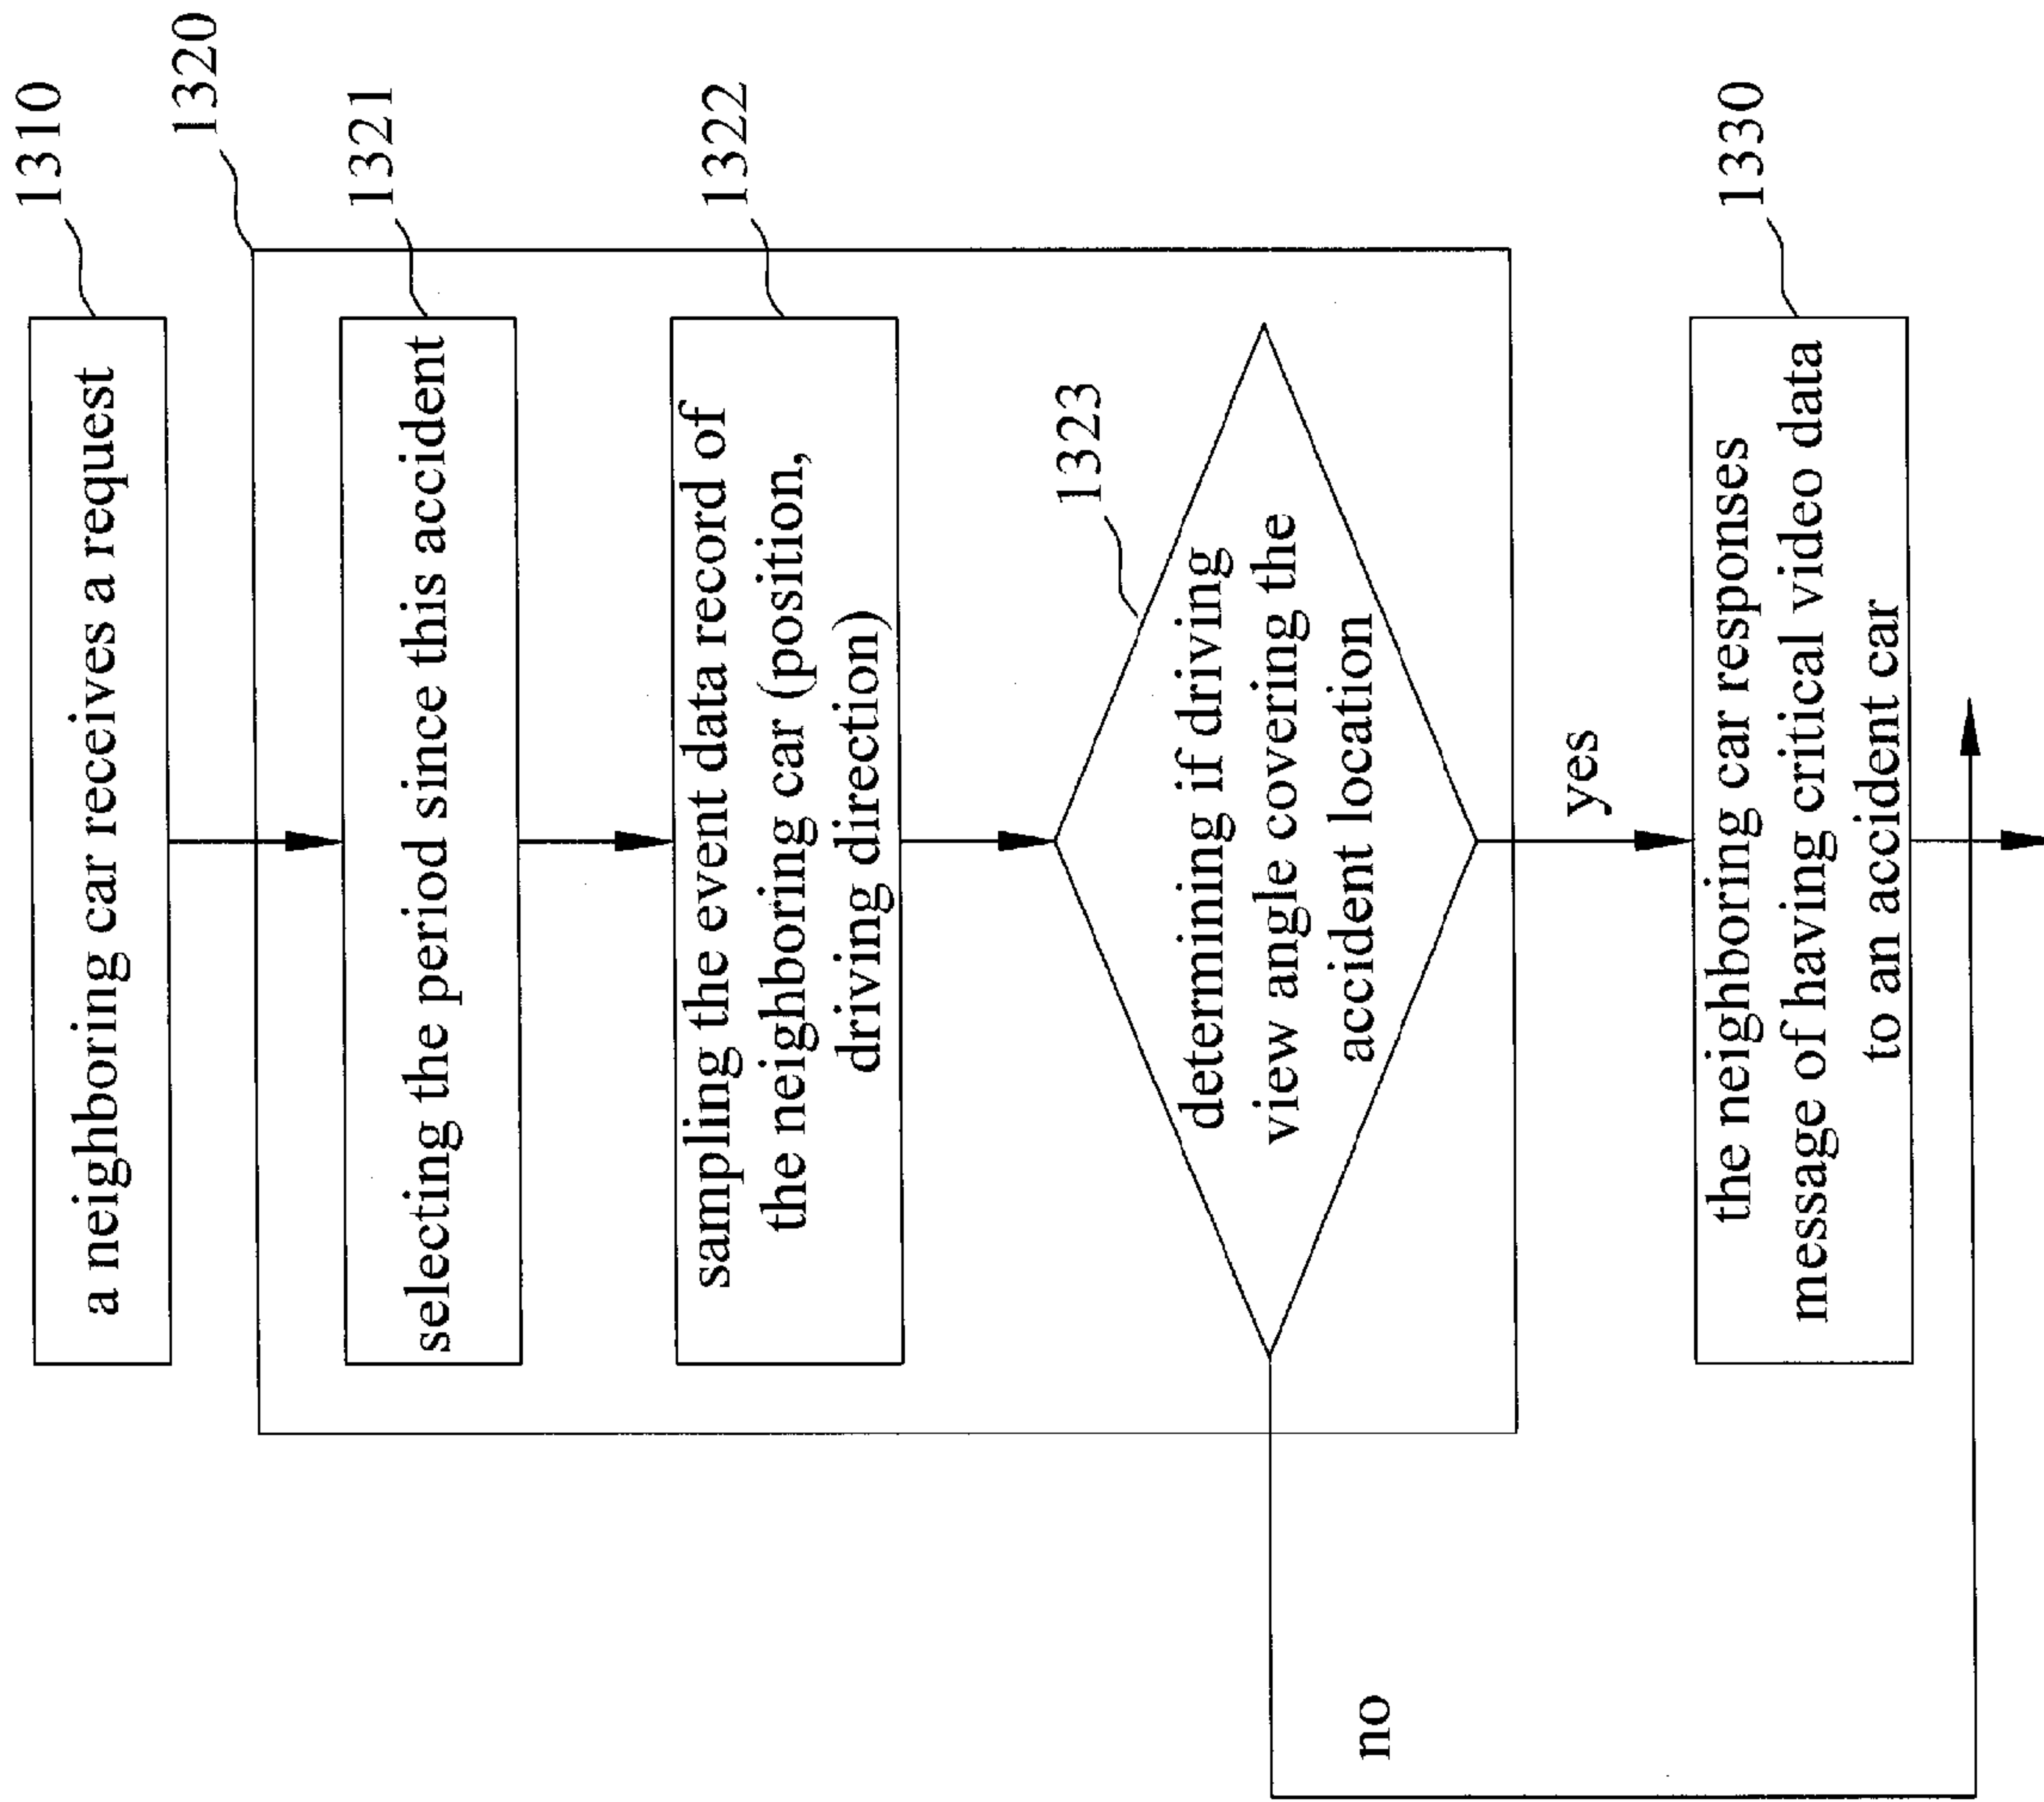 a neighboring car receives a request
1310
1320
selecting the period since this accident
1321
sampling the event data record of
the neighboring car (position,
driving direction)
1322
determining if driving
view angle covering the
accident location
1323
no
yes
the neighboring car responses
message of having critical video data
to an accident car
1330